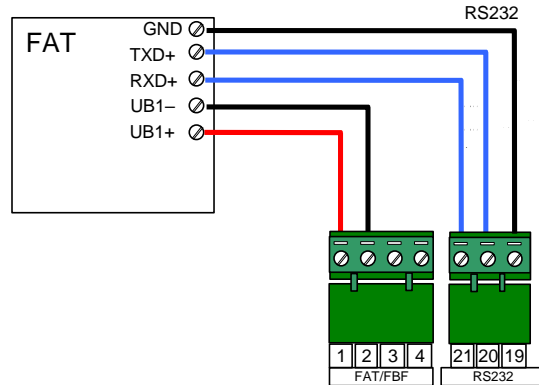 RS232
FAT
GND
TXD+
RXD+
UB1–
UB1+
1 2 3 4
21 20 19
FAT/FBF
RS232